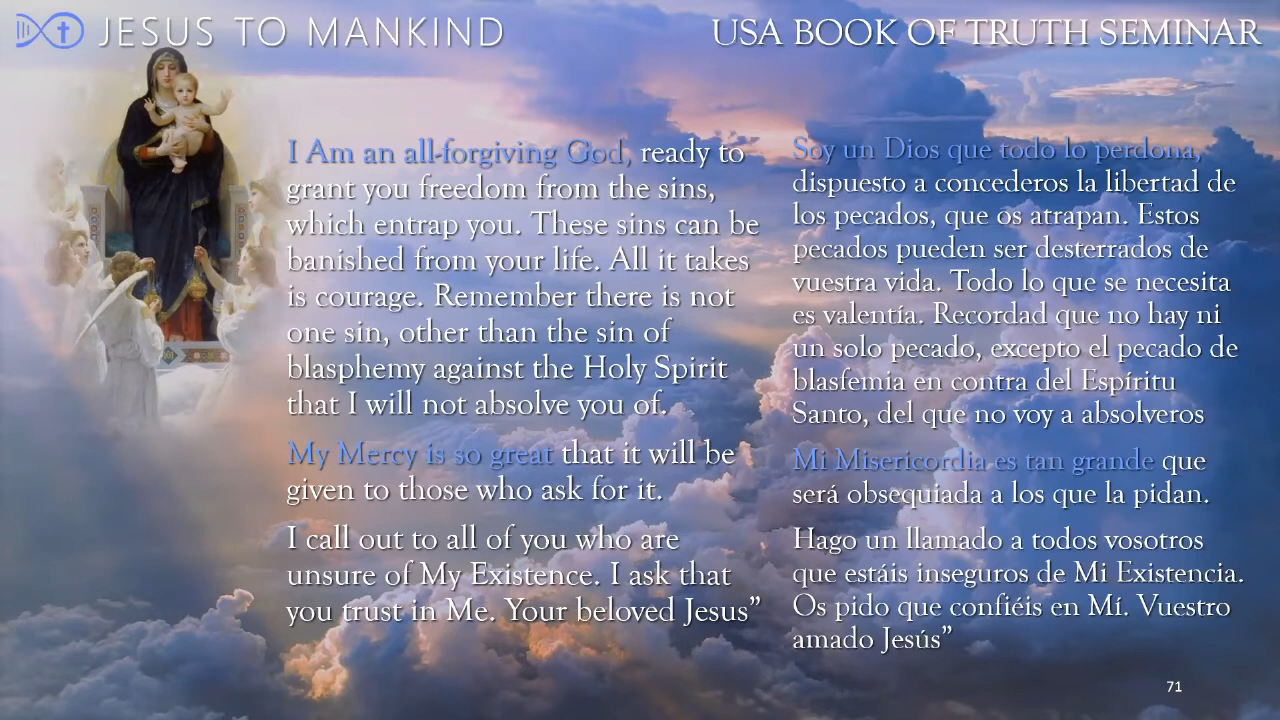 JESUS TO MANKIND
USA BOOK OF TRUTH SEMINAR
I Am an all-forgiving God, ready to
grant you freedom from the sins,
which entrap you. These sins can be
banished from your life. All it takes
is courage. Remember there is not
one sin, other than the sin of
blasphemy against the Holy Spirit
that I will not absolve you of.
My Mercy is so great that it will be
given to those who ask for it.
I call out to all of you who are
unsure of My Existence. I ask that
you trust in Me. Your beloved Jesus”
Soy un Dios que todo lo perdona,
dispuesto a concederos la libertad de
los pecados, que os atrapan. Estos
pecados pueden ser desterrados de
vuestra vida. Todo lo que se necesita
es valentía. Recordad que no hay ni
un solo pecado, excepto el pecado de
blasfemia en contra del Espíritu
Santo, del que no voy a absolveros
Mi Misericordia es tan grande que
será obsequiada a los que la pidan.
Hago un llamado a todos vosotros
que estáis inseguros de Mi Existencia.
Os pido que confiéis en Mí. Vuestro
amado Jesús”
71